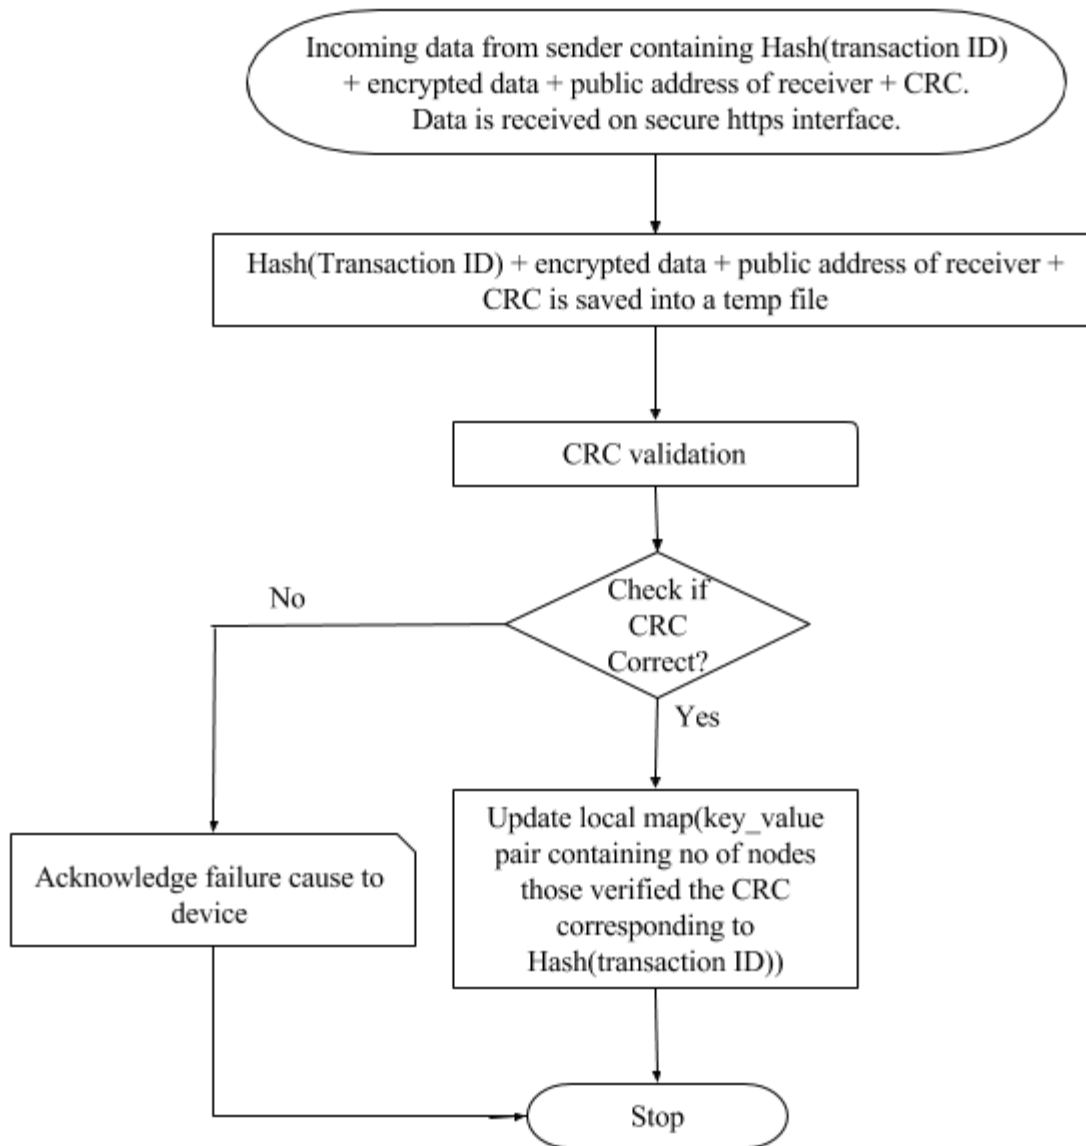 Incoming data from sender containing Hash(transaction ID)
+ encrypted data + public address of receiver + CRC.
Data is received on secure https interface.
Hash(Transaction ID) + encrypted data + public address of receiver +
CRC is saved into a temp file
CRC validation
Check if
CRC
Correct?
No
Yes
Update local map(key_value
pair containing no of nodes
those verified the CRC
corresponding to
Hash(transaction ID))
Acknowledge failure cause to
device
Stop